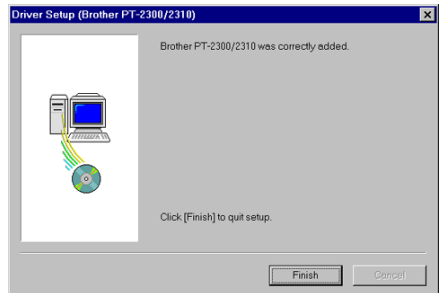 Driver Setup (Brother PT-2300/2310)
Brother PT-2300/2310 was correctly added.
Click [Finish] to quit setup.
Finish
Cancel